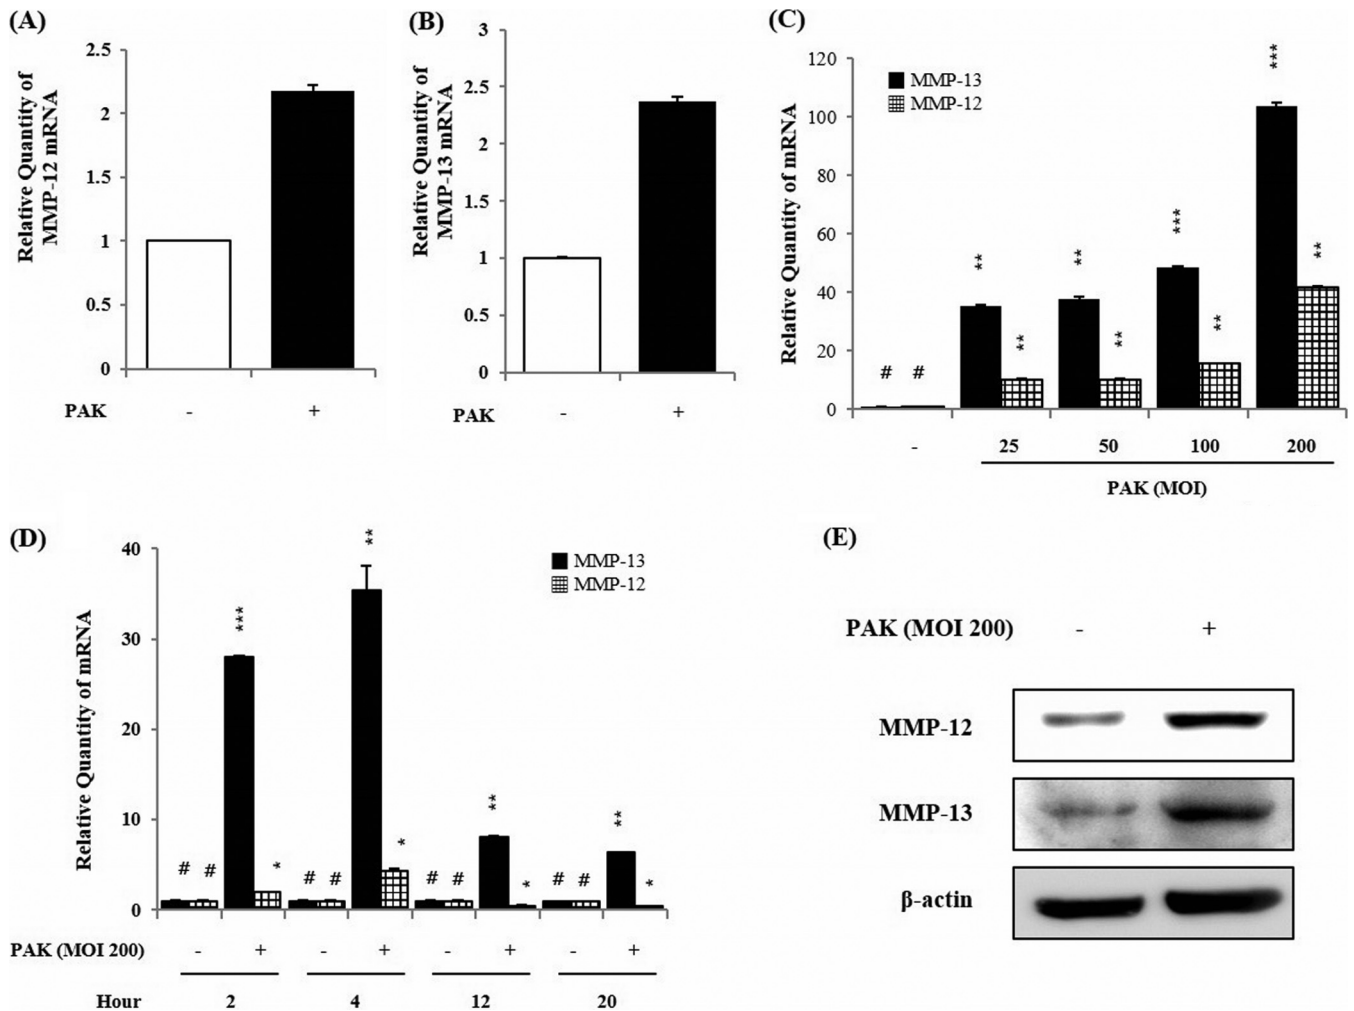 (A)
Relative Quantity of
MMP-12 mRNA
2.5
2
1.5
1
0.5
0
PAK - +
(B)
Relative Quantity of
MMP-13 mRNA
3
2.5
2
1.5
1
0.5
0
PAK - +
(C)
Relative Quantity of mRNA
120
100
80
60
40
20
0
MMP-13
MMP-12
# # ** ** ** ** *** ** *** **
- 25 50 100 200
PAK (MOI)
(D)
Relative Quantity of mRNA
40
30
20
10
0
MMP-13
MMP-12
# # *** * # # ** * # # ** * # # ** *
PAK (MOI 200) - + - + - + - +
Hour 2 4 12 20
(E)
PAK (MOI 200) - +
MMP-12
MMP-13
β-actin